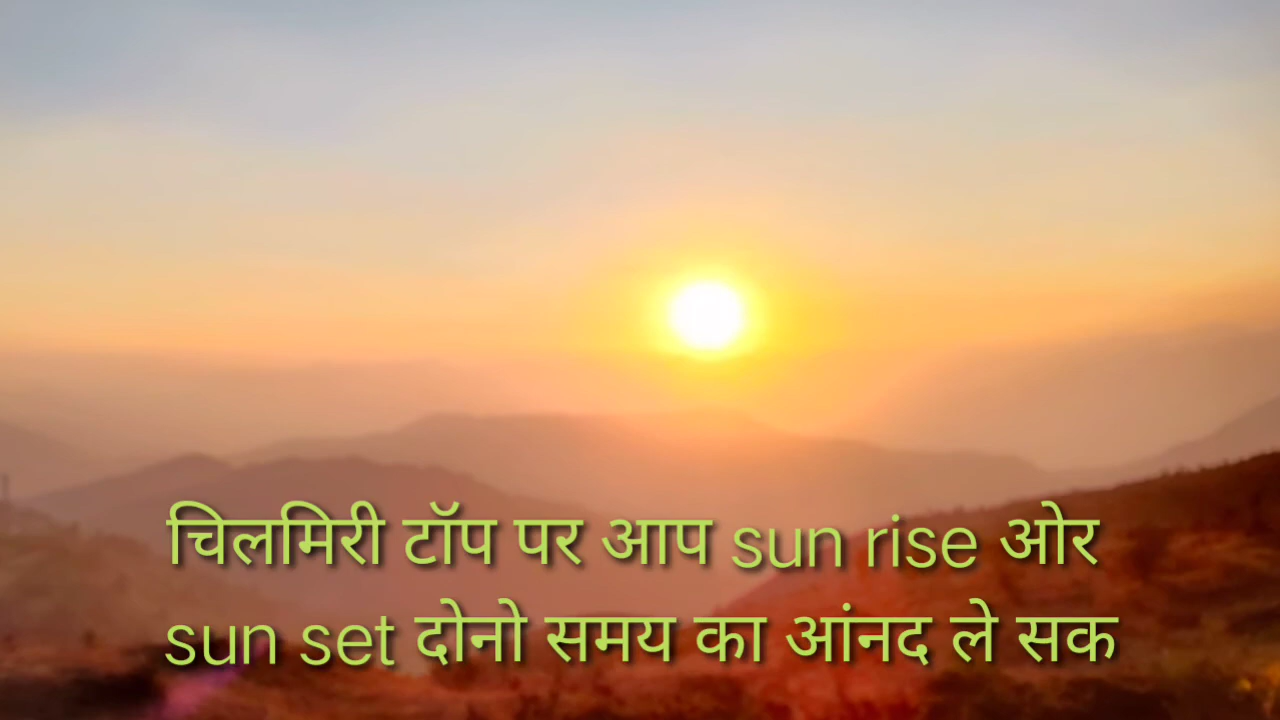 चिलमिरी टॉप पर आप sun rise ओर
sun set दोनो समय का आंनद ले सक